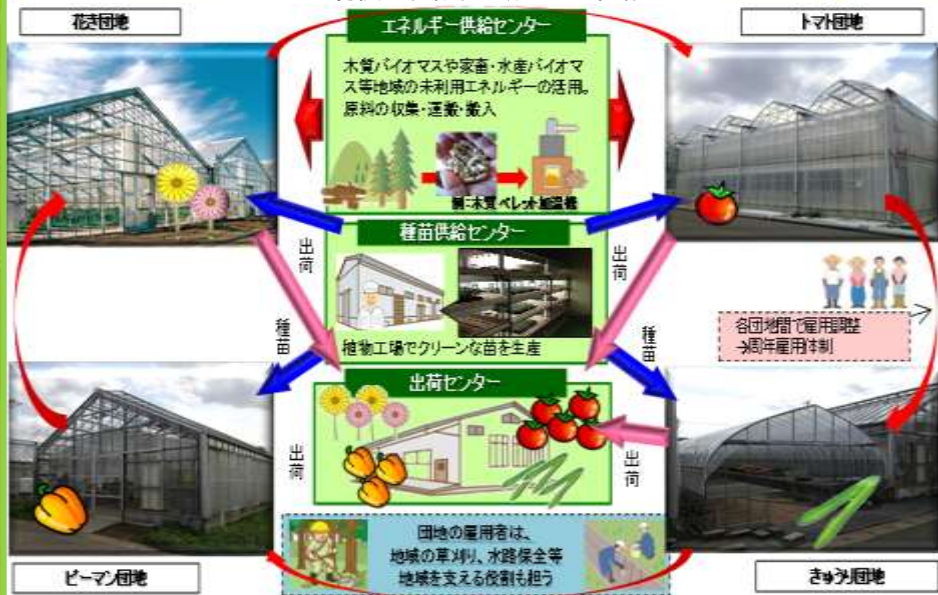 花き団地
エネルギー供給センター
トマト団地
木質バイオマスや家畜・水産バイオマ
ス等地域の未利用エネルギーの活用。
原料の収集・運搬・搬入
例:木質ペレット加温機
種苗供給センター
出荷
出荷
植物工場でクリーンな苗を生産
種苗
種苗
各団地間で雇用調整
→周年雇用体制
出荷センター
出荷
出荷
団地の雇用者は、
地域の草刈り、水路保全等
地域を支える役割も担う
ピーマン団地
きゅうり団地